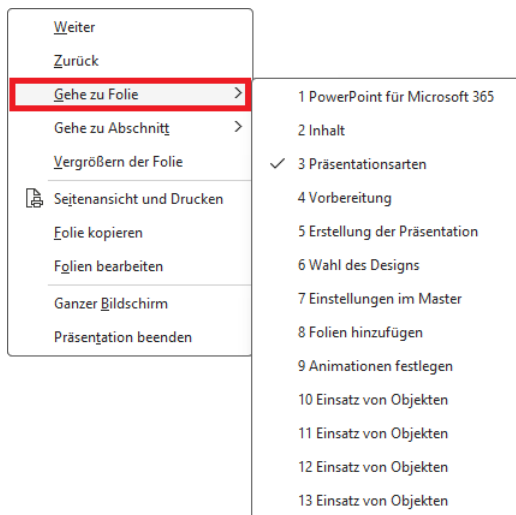 Weiter
Zurück
Gehe zu Folie
Gehe zu Abschnitt
Vergrößern der Folie
Seitenansicht und Drucken
Folie kopieren
Folien bearbeiten
Ganzer Bildschirm
Präsentation beenden
1 PowerPoint für Microsoft 365
2 Inhalt
3 Präsentationsarten
4 Vorbereitung
5 Erstellung der Präsentation
6 Wahl des Designs
7 Einstellungen im Master
8 Folien hinzufügen
9 Animationen festlegen
10 Einsatz von Objekten
11 Einsatz von Objekten
12 Einsatz von Objekten
13 Einsatz von Objekten